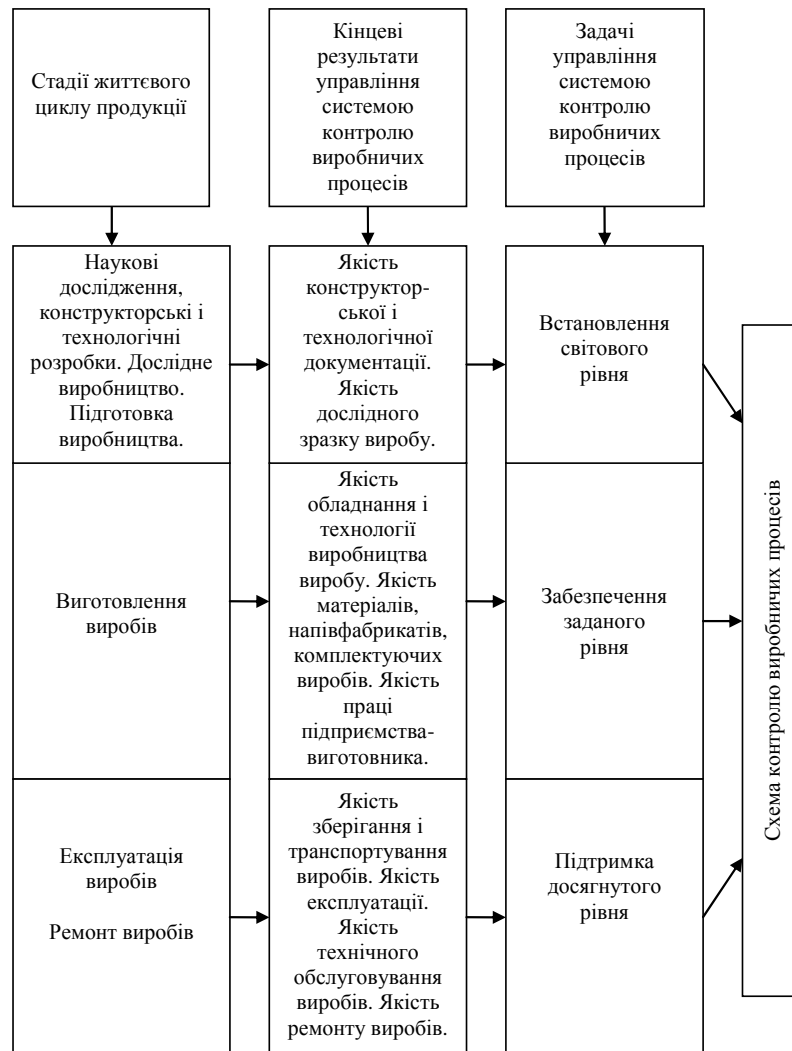 Стадії життєвого
циклу продукції
Кінцеві
результати
управління
системою
контролю
виробничих
процесів
Задачі
управління
системою
контролю
виробничих
процесів
Наукові
дослідження,
конструкторські і
технологічні
розробки. Дослідне
виробництво.
Підготовка
виробництва.
Якість
конструктор-
ської і
технологічної
документації.
Якість
дослідного
зразку виробу.
Встановлення
світового
рівня
Виготовлення
виробів
Якість
обладнання і
технології
виробництва
виробу. Якість
матеріалів,
напівфабрикатів,
комплектуючих
виробів. Якість
праці
підприємства-
виготовника.
Забезпечення
заданого
рівня
Експлуатація
виробів
Ремонт виробів
Якість
зберігання і
транспортування
виробів. Якість
експлуатації.
Якість
технічного
обслуговування
виробів. Якість
ремонту виробів.
Підтримка
досягнутого
рівня
Схема контролю виробничих процесів